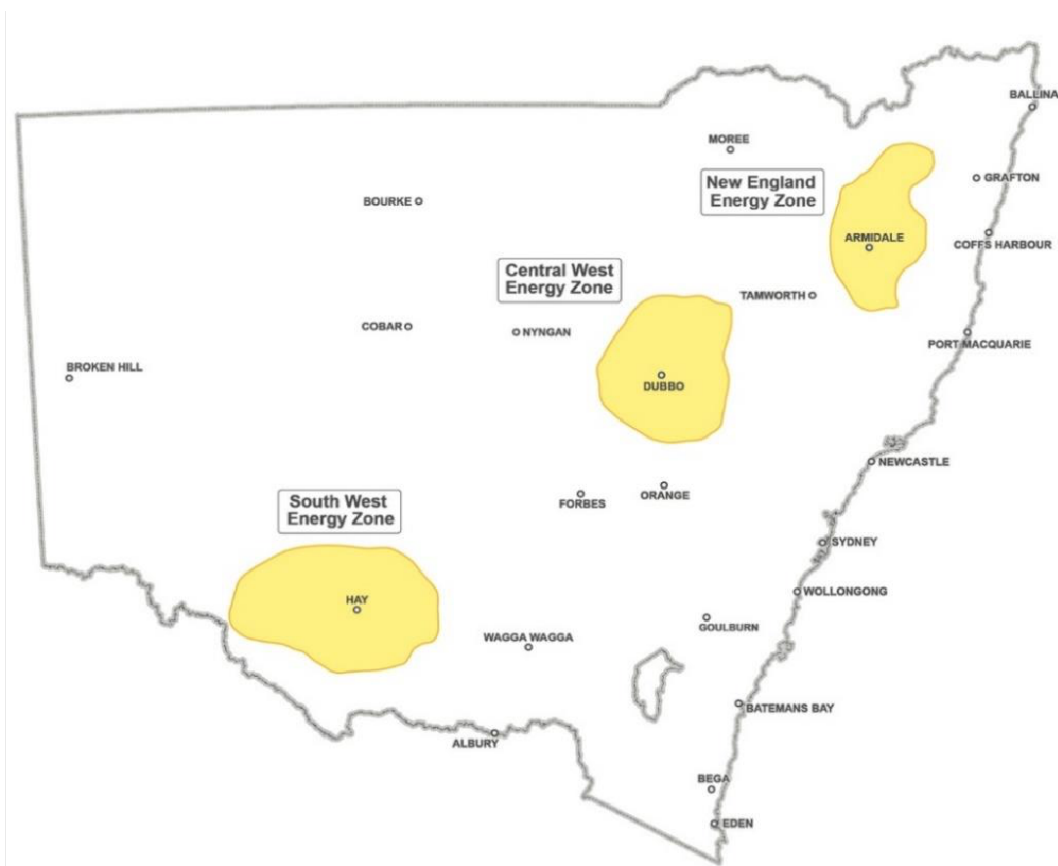 BALLINA
MOREE
New England
Energy Zone
GRAFTON
BOURKE
ARMIDALE
COFFS HARBOUR
Central West
Energy Zone
TAMWORTH
COBAR
NYNGAN
PORT MACQUARIE
BROKEN HILL
DUBBO
NEWCASTLE
South West
Energy Zone
FORBES
ORANGE
SYDNEY
HAY
WOLLONGONG
GOULBURN
WAGGA WAGGA
BATEMANS BAY
ALBURY
BEGA
EDEN